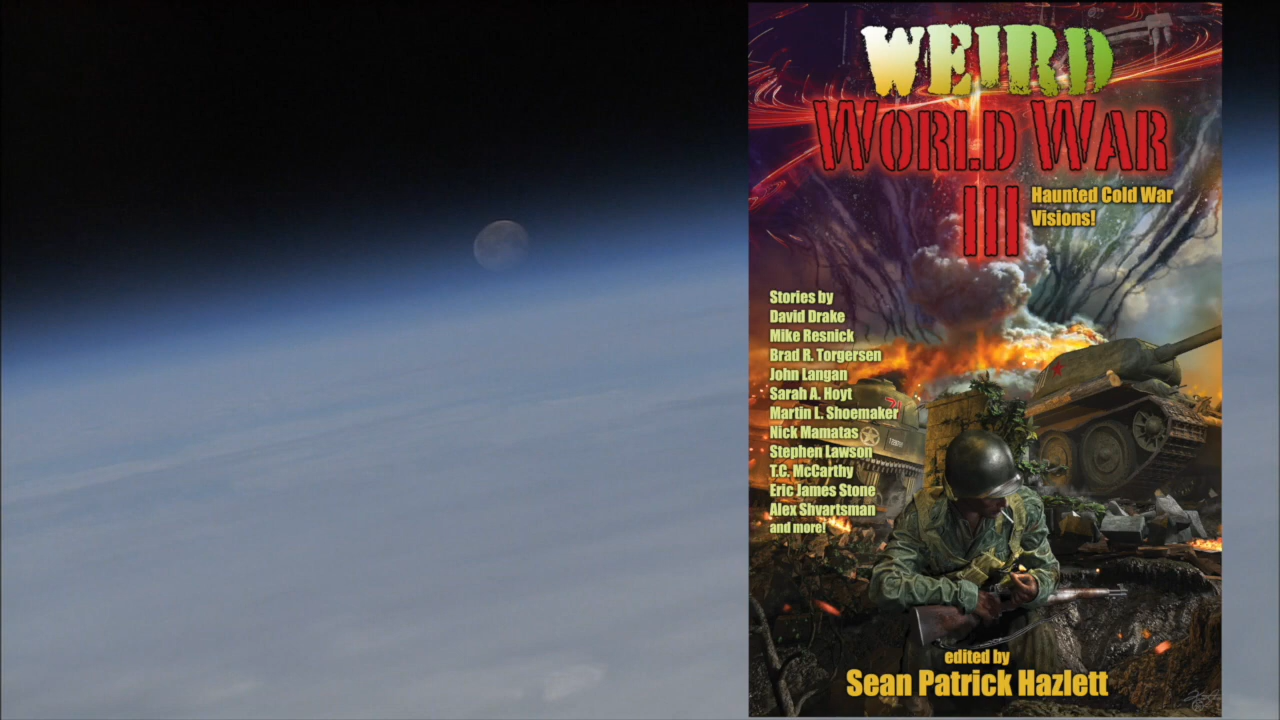 WEIRD
WORLD WAR
III
Haunted Cold War
Visions!
Stories by
David Drake
Mike Resnick
Brad R. Torgersen
John Langan
Sarah A. Hoyt
Martin L. Shoemaker
Nick Mamatas
Stephen Lawson
T.C. McCarthy
Eric James Stone
Alex Shvartsman
and more!
edited by
Sean Patrick Hazlett